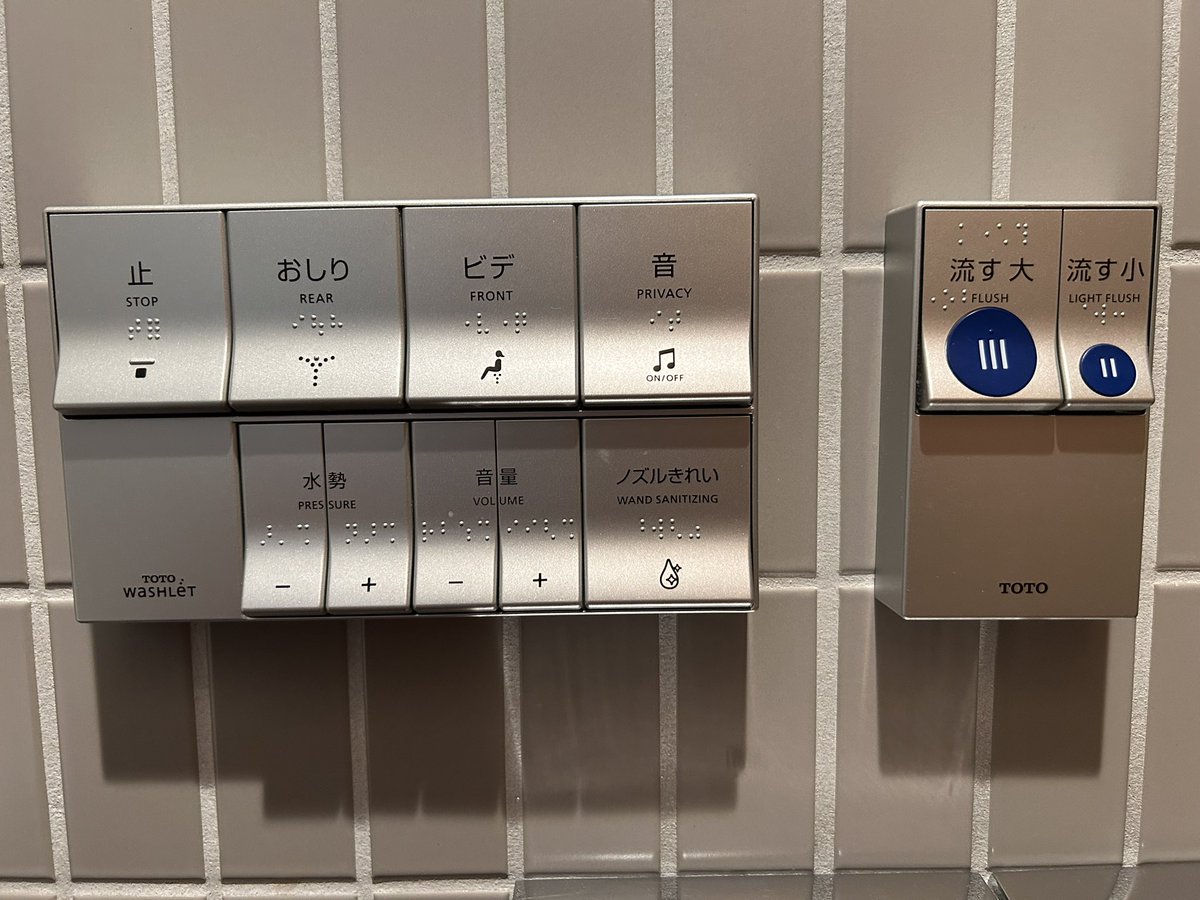 止
STOP
おしり
REAR
ビデ
FRONT
音
PRIVACY
ON/OFF
水勢
PRESSURE
−
+
音量
VOLUME
−
+
ノズルきれい
WAND SANITIZING
TOTO
WASHLET
流す大
FLUSH
流す小
LIGHT FLUSH
TOTO